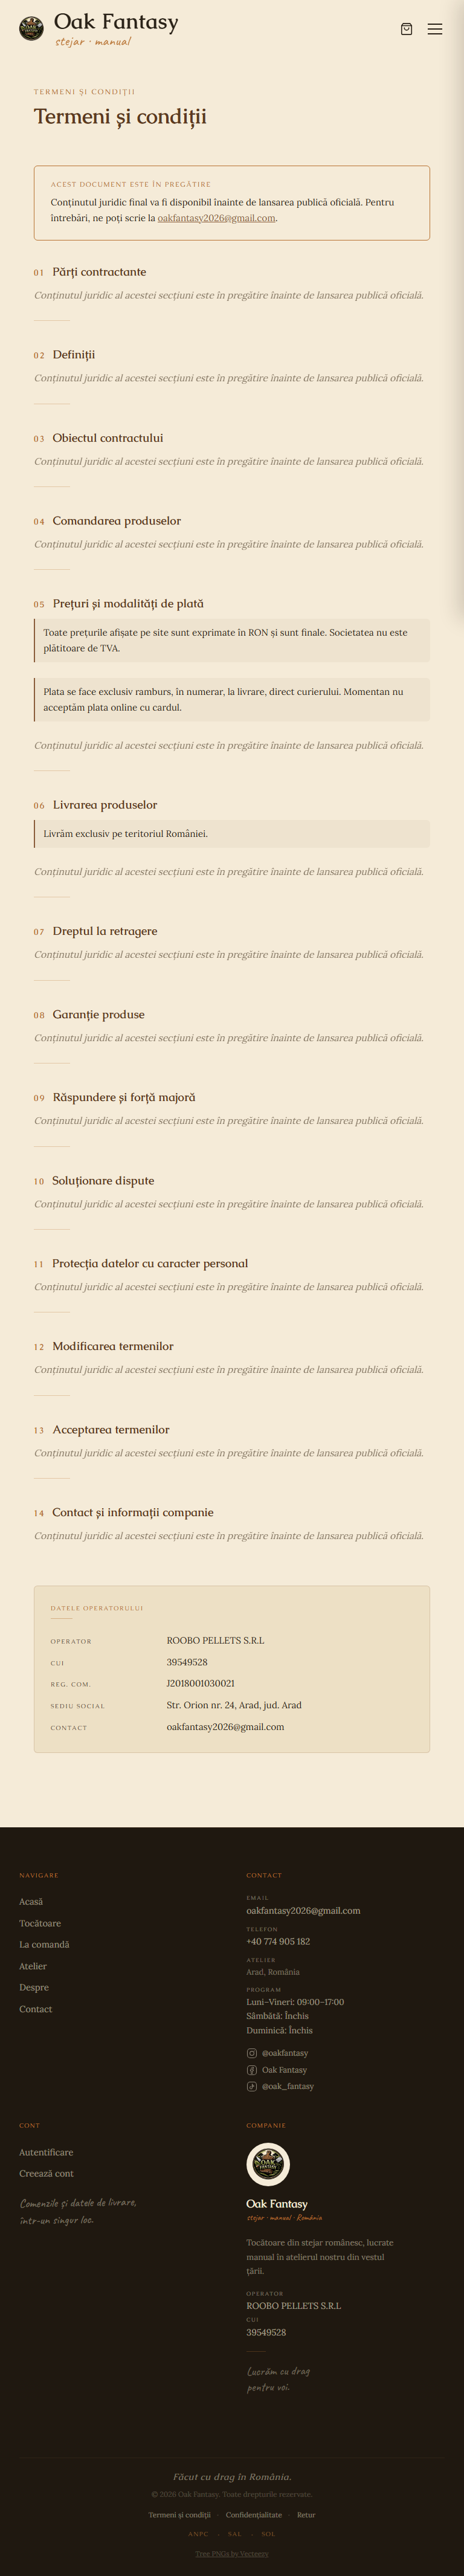 Oak Fantasy
stejar · manual
TERMENI ȘI CONDIȚII
Termeni și condiții
ACEST DOCUMENT ESTE ÎN PREGĂTIRE
Conținutul juridic final va fi disponibil înainte de lansarea publică oficială. Pentru
întrebări, ne poți scrie la oakfantasy2026@gmail.com.
01 Părți contractante
Conținutul juridic al acestei secțiuni este în pregătire înainte de lansarea publică oficială.
02 Definiții
Conținutul juridic al acestei secțiuni este în pregătire înainte de lansarea publică oficială.
03 Obiectul contractului
Conținutul juridic al acestei secțiuni este în pregătire înainte de lansarea publică oficială.
04 Comandarea produselor
Conținutul juridic al acestei secțiuni este în pregătire înainte de lansarea publică oficială.
05 Prețuri și modalități de plată
Toate prețurile afișate pe site sunt exprimate în RON și sunt finale. Societatea nu este
plătitoare de TVA.
Plata se face exclusiv ramburs, în numerar, la livrare, direct curierului. Momentan nu
acceptăm plata online cu cardul.
Conținutul juridic al acestei secțiuni este în pregătire înainte de lansarea publică oficială.
06 Livrarea produselor
Livrăm exclusiv pe teritoriul României.
Conținutul juridic al acestei secțiuni este în pregătire înainte de lansarea publică oficială.
07 Dreptul la retragere
Conținutul juridic al acestei secțiuni este în pregătire înainte de lansarea publică oficială.
08 Garanție produse
Conținutul juridic al acestei secțiuni este în pregătire înainte de lansarea publică oficială.
09 Răspundere și forță majoră
Conținutul juridic al acestei secțiuni este în pregătire înainte de lansarea publică oficială.
10 Soluționare dispute
Conținutul juridic al acestei secțiuni este în pregătire înainte de lansarea publică oficială.
11 Protecția datelor cu caracter personal
Conținutul juridic al acestei secțiuni este în pregătire înainte de lansarea publică oficială.
12 Modificarea termenilor
Conținutul juridic al acestei secțiuni este în pregătire înainte de lansarea publică oficială.
13 Acceptarea termenilor
Conținutul juridic al acestei secțiuni este în pregătire înainte de lansarea publică oficială.
14 Contact și informații companie
Conținutul juridic al acestei secțiuni este în pregătire înainte de lansarea publică oficială.
DATELE OPERATORULUI
OPERATOR ROOBO PELLETS S.R.L
CUI 39549528
REG. COM. J2018001030021
SEDIU SOCIAL Str. Orion nr. 24, Arad, jud. Arad
CONTACT oakfantasy2026@gmail.com
NAVIGARE
Acasă
Tocătoare
La comandă
Atelier
Despre
Contact
CONTACT
EMAIL
oakfantasy2026@gmail.com
TELEFON
+40 774 905 182
ATELIER
Arad, România
PROGRAM
Luni–Vineri: 09:00–17:00
Sâmbătă: Închis
Duminică: Închis
@oakfantasy
Oak Fantasy
@oak_fantasy
CONT
Autentificare
Creează cont
Comenzile și datele de livrare,
într-un singur loc.
COMPANIE
Oak Fantasy
stejar · manual · România
Tocătoare din stejar românesc, lucrate
manual în atelierul nostru din vestul
țării.
OPERATOR
ROOBO PELLETS S.R.L
CUI
39549528
Lucrăm cu drag
pentru voi.
Făcut cu drag în România.
© 2026 Oak Fantasy. Toate drepturile rezervate.
Termeni și condiții · Confidențialitate · Retur
ANPC · SAL · SOL
Tree PNGs by Vecteezy